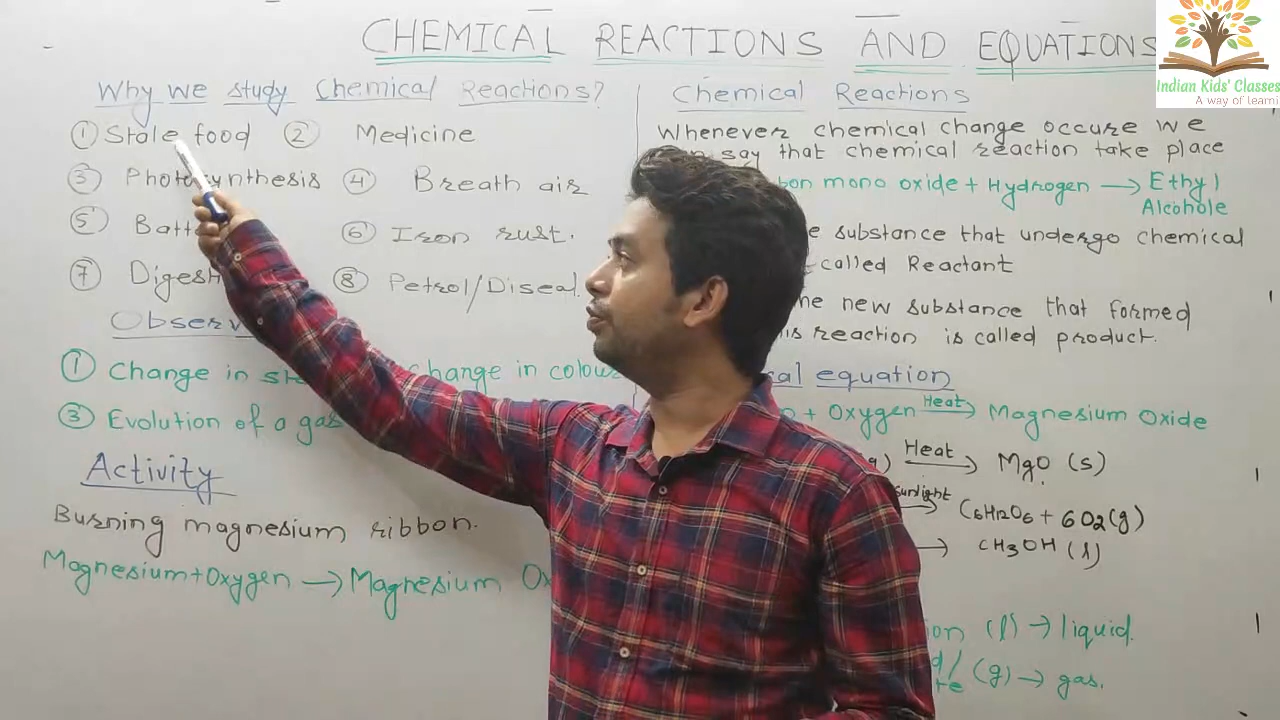 CHEMICAL REACTIONS AND EQUATIONS
Indian Kids' Classes
A way of learni
Why we study Chemical Reactions?
① Stale food ② Medicine
③ Photosynthesis ④ Breath air
⑤ Batt
⑥ Iron rust.
⑦ Digest
⑧ Petrol/Diseal
Observ
① Change in st
Change in colou
③ Evolution of a gas
Activity
Burning magnesium ribbon.
Magnesium+Oxygen → Magnesium Ox
Chemical Reactions
Whenever chemical change occure we
say that chemical reaction take place
bon mono oxide + Hydrogen → Ethyl
Alcohole
e substance that undergo chemical
called Reactant
he new substance that formed
is reaction is called product.
cal equation
+ Oxygen Heat → Magnesium Oxide
g) Heat → MgO (s)
sunlight → C6H12O6 + 6O2(g)
→ CH3OH (l)
ion (l) → liquid.
(g) → gas.